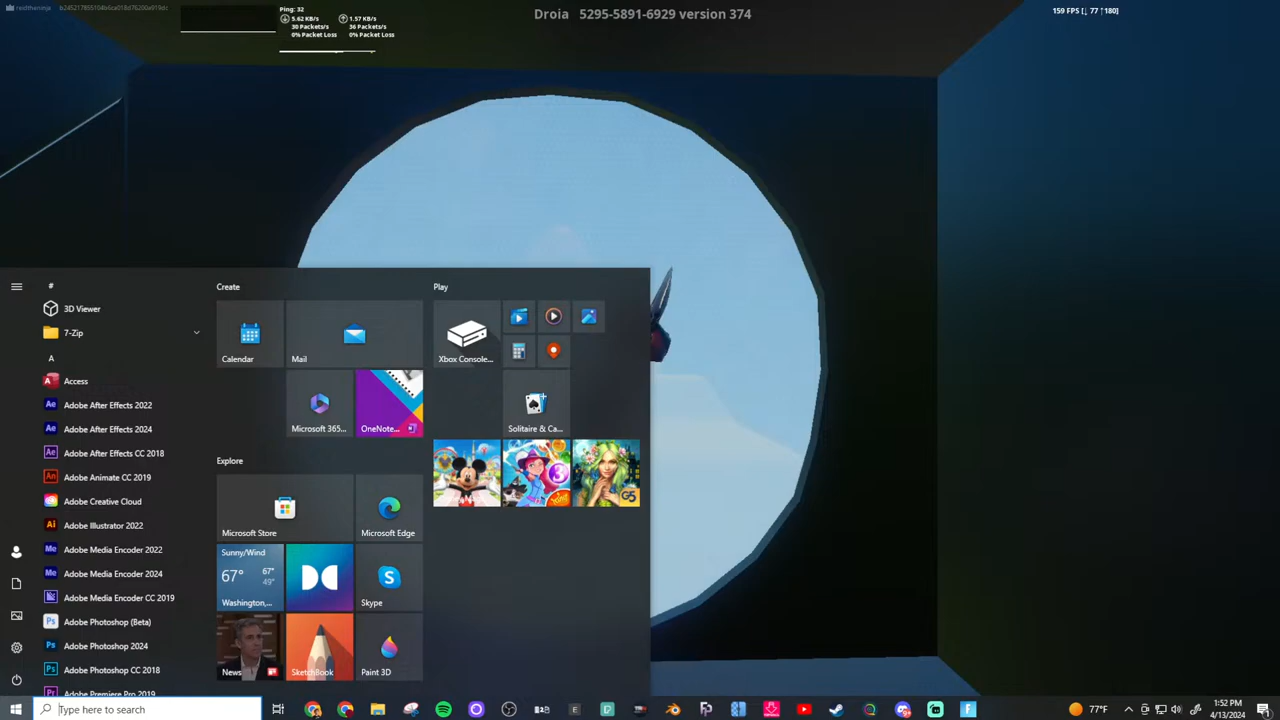 Ping: 32
5.62 KB/s
1.57 KB/s
30 Packets/s
36 Packets/s
0% Packet Loss
0% Packet Loss
Droia 5295-5891-6929 version 374
159 FPS [↓ 77 ↑180]
#
3D Viewer
7-Zip
A
Access
Adobe After Effects 2022
Adobe After Effects 2024
Adobe After Effects CC 2018
Adobe Animate CC 2019
Adobe Creative Cloud
Adobe Illustrator 2022
Adobe Media Encoder 2022
Adobe Media Encoder 2024
Adobe Media Encoder CC 2019
Adobe Photoshop (Beta)
Adobe Photoshop 2024
Adobe Photoshop CC 2018
Adobe Premiere Pro 2019
Create
Calendar
Mail
Microsoft 365...
OneNote...
Explore
Microsoft Store
Microsoft Edge
Sunny/Wind
67°
67°
49°
Washington,...
Skype
News
SketchBook
Paint 3D
Play
Xbox Console...
Solitaire & Ca...
G5
Type here to search
77°F
1:52 PM
4/13/2024